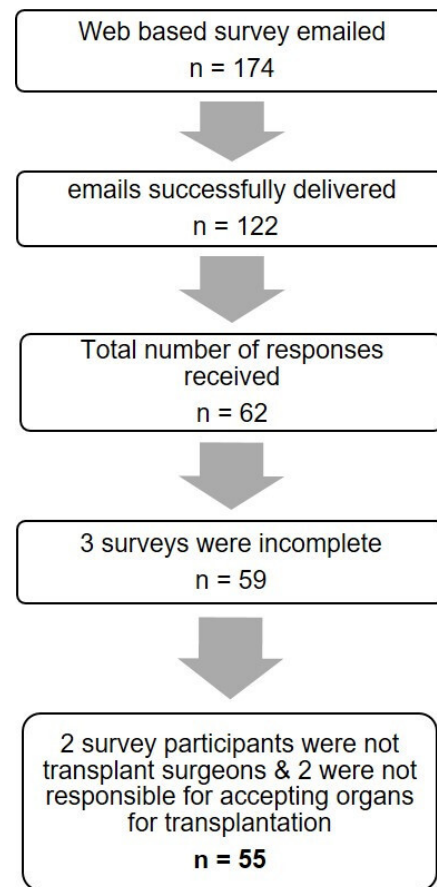 Web based survey emailed
n = 174
emails successfully delivered
n = 122
Total number of responses
received
n = 62
3 surveys were incomplete
n = 59
2 survey participants were not
transplant surgeons & 2 were not
responsible for accepting organs
for transplantation
n = 55